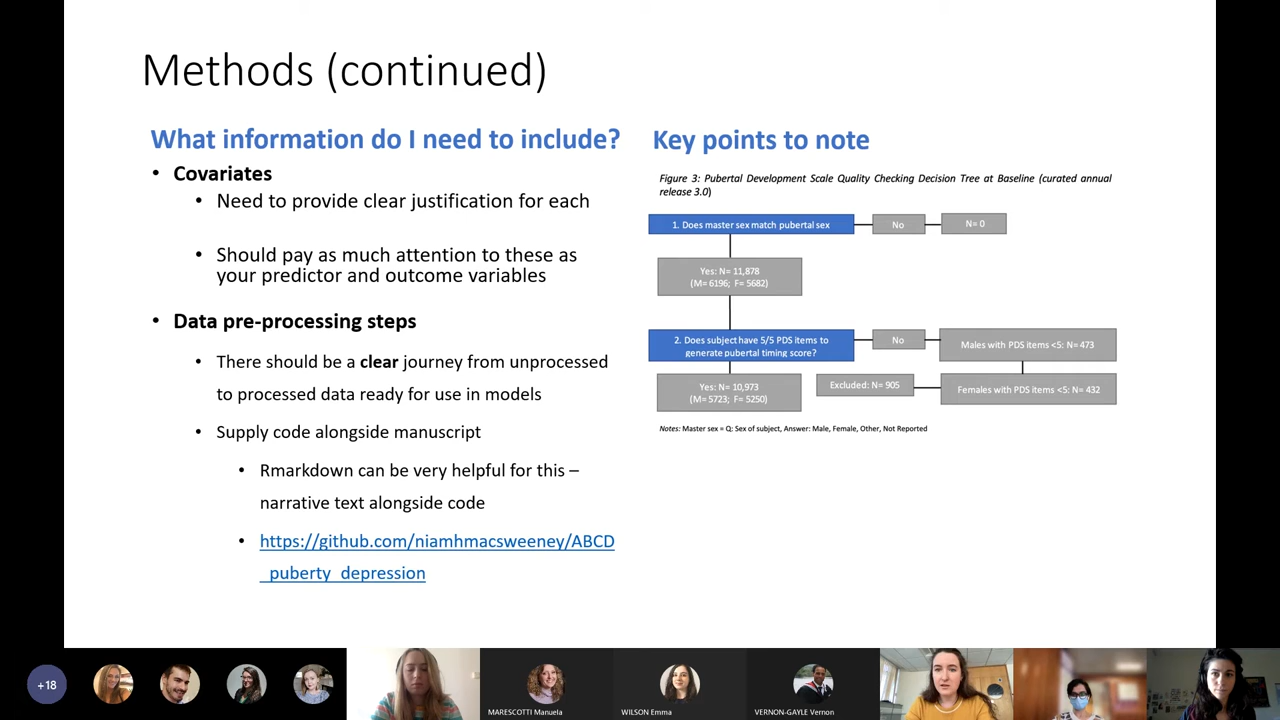 Methods (continued)
What information do I need to include?
• Covariates
• Need to provide clear justification for each
• Should pay as much attention to these as
your predictor and outcome variables
• Data pre-processing steps
• There should be a clear journey from unprocessed
to processed data ready for use in models
• Supply code alongside manuscript
• Rmarkdown can be very helpful for this –
narrative text alongside code
• https://github.com/niamhmacsweeney/ABCD
_puberty_depression
Key points to note
Figure 3: Pubertal Development Scale Quality Checking Decision Tree at Baseline (curated annual
release 3.0)
1. Does master sex match pubertal sex
No
N= 0
Yes: N= 11,878
(M= 6196; F= 5682)
2. Does subject have 5/5 PDS items to
generate pubertal timing score?
No
Males with PDS items <5: N= 473
Yes: N= 10,973
(M= 5723; F= 5250)
Excluded: N= 905
Females with PDS items <5: N= 432
Notes: Master sex = Q: Sex of subject, Answer: Male, Female, Other, Not Reported
+18
MARESCOTTI Manuela
WILSON Emma
VERNON-GAYLE Vernon